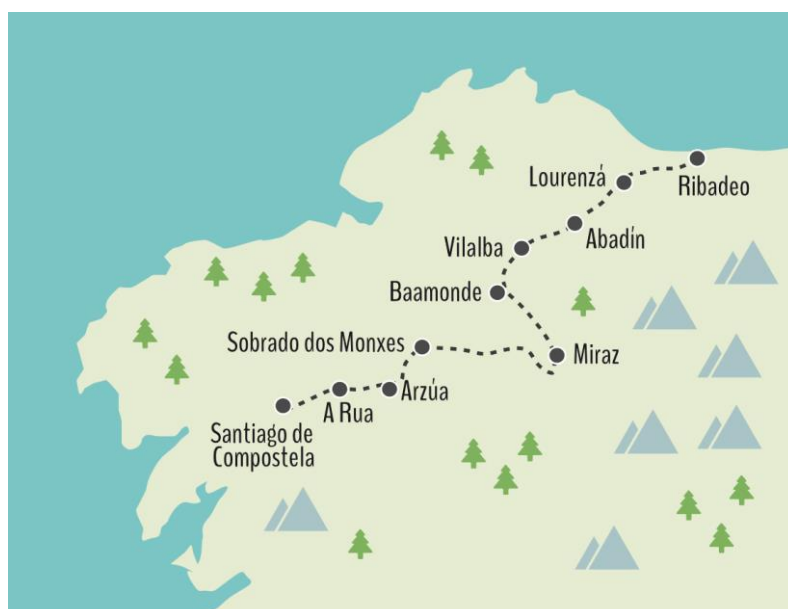 Lourenzá
Ribadeo
Abadín
Vilalba
Baamonde
Sobrado dos Monxes
Miraz
Arzúa
A Rua
Santiago de
Compostela